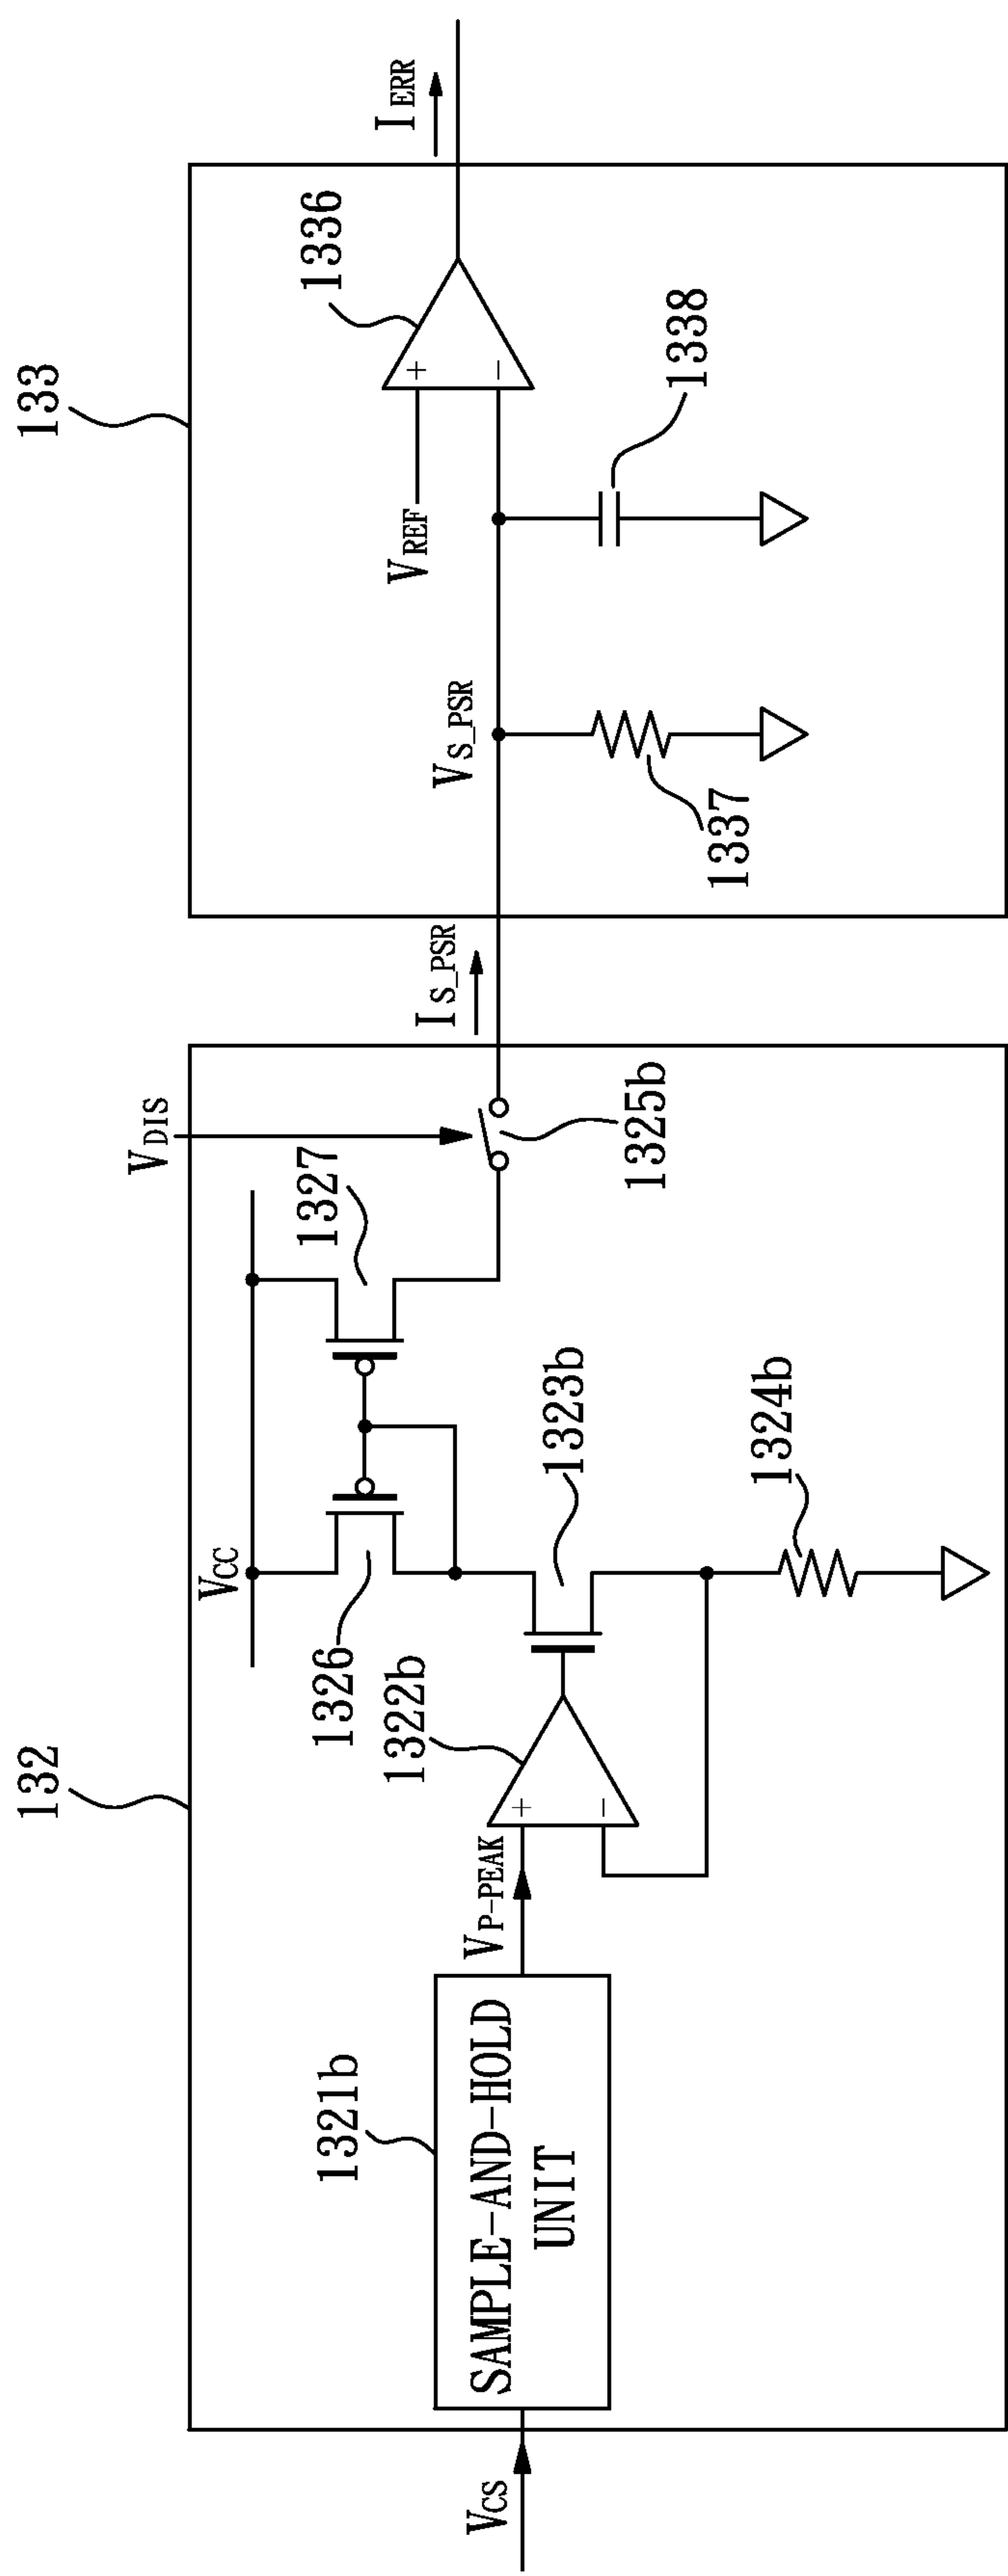 132
133
V_CC
V_DIS
1326
1327
I_ERR
1336
V_REF
1321b
1322b
V_P-PEAK
+
−
V_CS
SAMPLE-AND-HOLD
UNIT
1323b
1324b
1325b
I_S_PSR
V_S_PSR
+
−
1337
1338